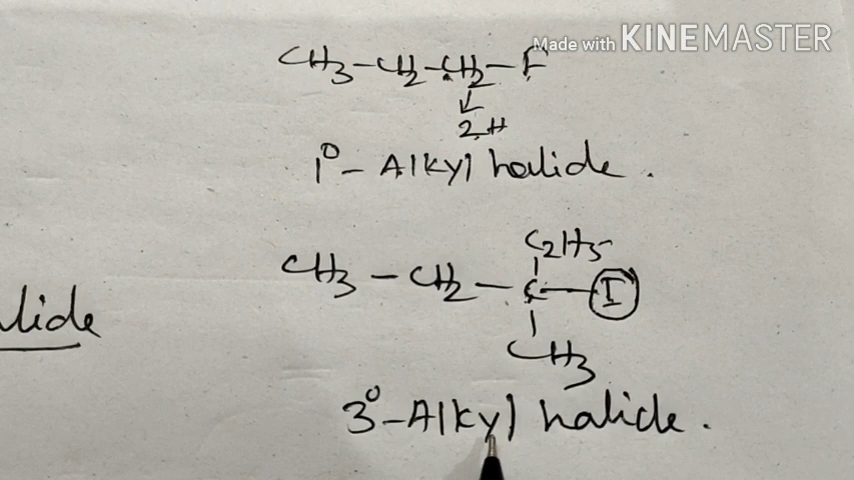 Made with KINEMASTER
CH3-CH2-CH2-F
2H
1°-Alkyl halide.
C2H5
CH3-CH2-C-I
CH3
lide
3°-Alkyl halide.